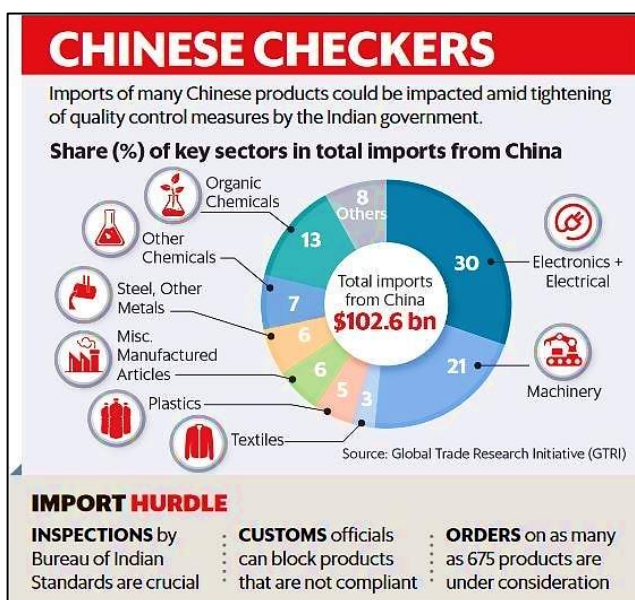 CHINESE CHECKERS
Imports of many Chinese products could be impacted amid tightening
of quality control measures by the Indian government.
Share (%) of key sectors in total imports from China
Organic
Chemicals
13
Other
Chemicals
7
Steel, Other
Metals
6
Misc.
Manufactured
Articles
6
Plastics
5
Textiles
3
8
Others
30
Electronics +
Electrical
21
Machinery
Total imports
from China
$102.6 bn
Source: Global Trade Research Initiative (GTRI)
IMPORT HURDLE
INSPECTIONS by
Bureau of Indian
Standards are crucial
CUSTOMS officials
can block products
that are not compliant
ORDERS on as many
as 675 products are
under consideration